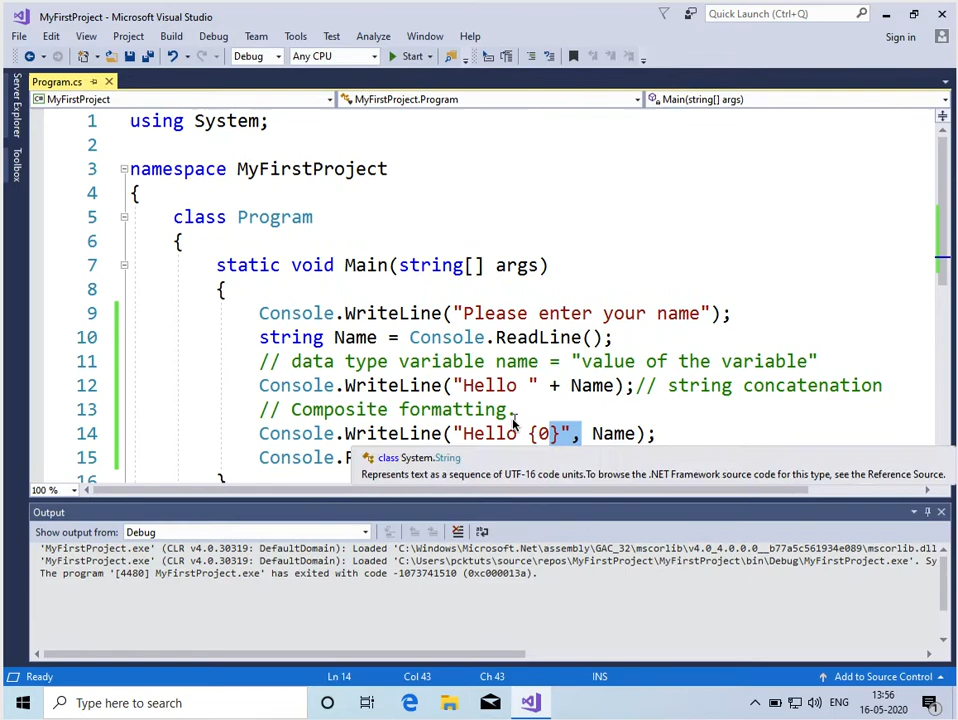 MyFirstProject - Microsoft Visual Studio
Quick Launch (Ctrl+Q)
File Edit View Project Build Debug Team Tools Test Analyze Window Help
Sign in
Debug Any CPU Start
Server Explorer
Toolbox
Program.cs
MyFirstProject MyFirstProject.Program Main(string[] args)
1 using System;
2
3 namespace MyFirstProject
4 {
5 class Program
6 {
7 static void Main(string[] args)
8 {
9 Console.WriteLine("Please enter your name");
10 string Name = Console.ReadLine();
11 // data type variable name = "value of the variable"
12 Console.WriteLine("Hello " + Name);// string concatenation
13 // Composite formatting.
14 Console.WriteLine("Hello {0}", Name);
15 Console.R
class System.String
Represents text as a sequence of UTF-16 code units.To browse the .NET Framework source code for this type, see the Reference Source.
16 }
100 %
Output
Show output from: Debug
'MyFirstProject.exe' (CLR v4.0.30319: DefaultDomain): Loaded 'C:\Windows\Microsoft.Net\assembly\GAC_32\mscorlib\v4.0_4.0.0.0__b77a5c561934e089\mscorlib.dll
'MyFirstProject.exe' (CLR v4.0.30319: DefaultDomain): Loaded 'C:\Users\pcktuts\source\repos\MyFirstProject\MyFirstProject\bin\Debug\MyFirstProject.exe'. Sy
The program '[4480] MyFirstProject.exe' has exited with code -1073741510 (0xc000013a).
Ready Ln 14 Col 43 Ch 43 INS Add to Source Control
Type here to search
ENG
13:56
16-05-2020
1